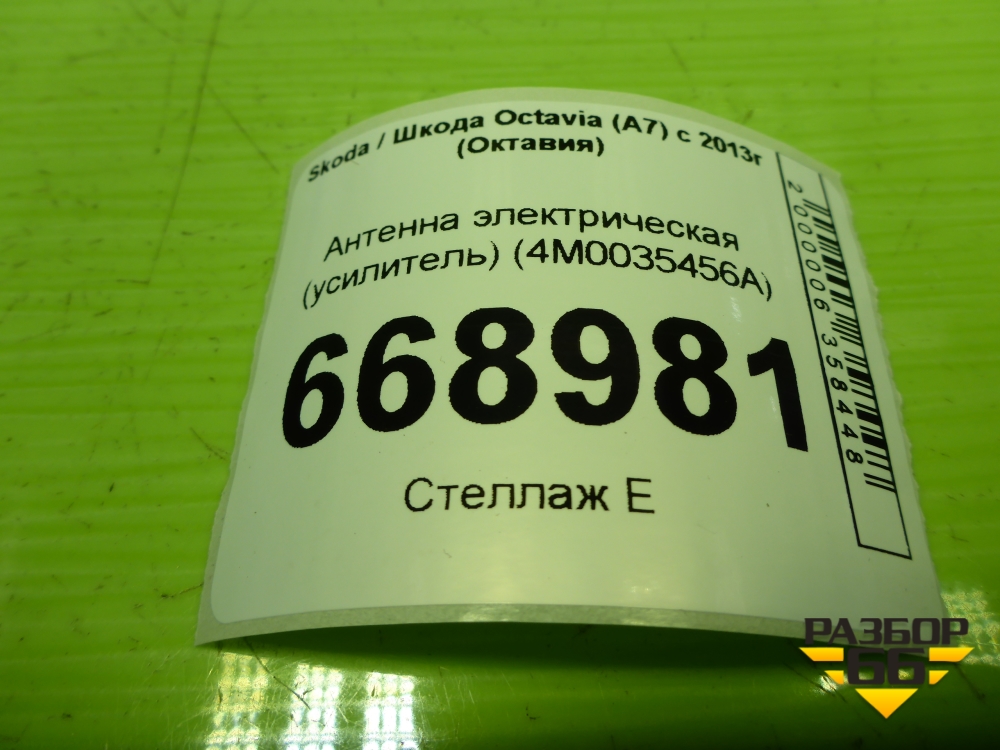 Skoda / Шкода Octavia (A7) с 2013г
(Октавия)
Антенна электрическая
(усилитель) (4M0035456A)
668981
Стеллаж Е
2000006358448
РАЗБОР
66